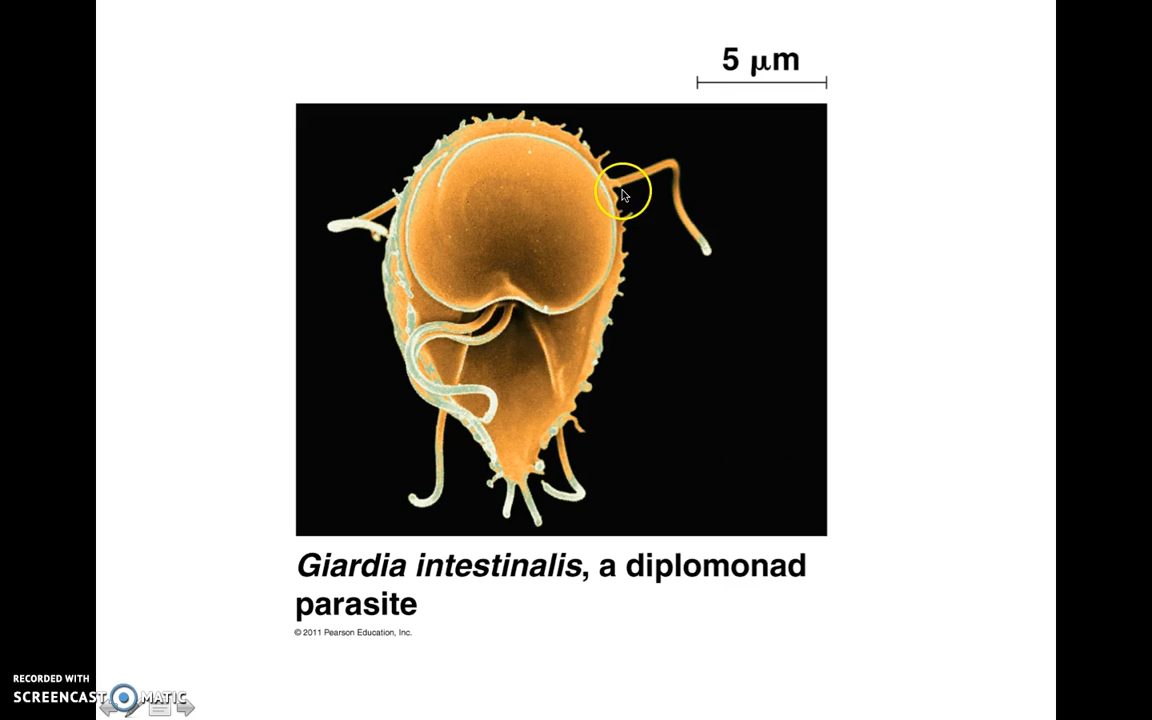 5 μm
Giardia intestinalis, a diplomonad
parasite
© 2011 Pearson Education, Inc.
RECORDED WITH
SCREENCAST MATIC